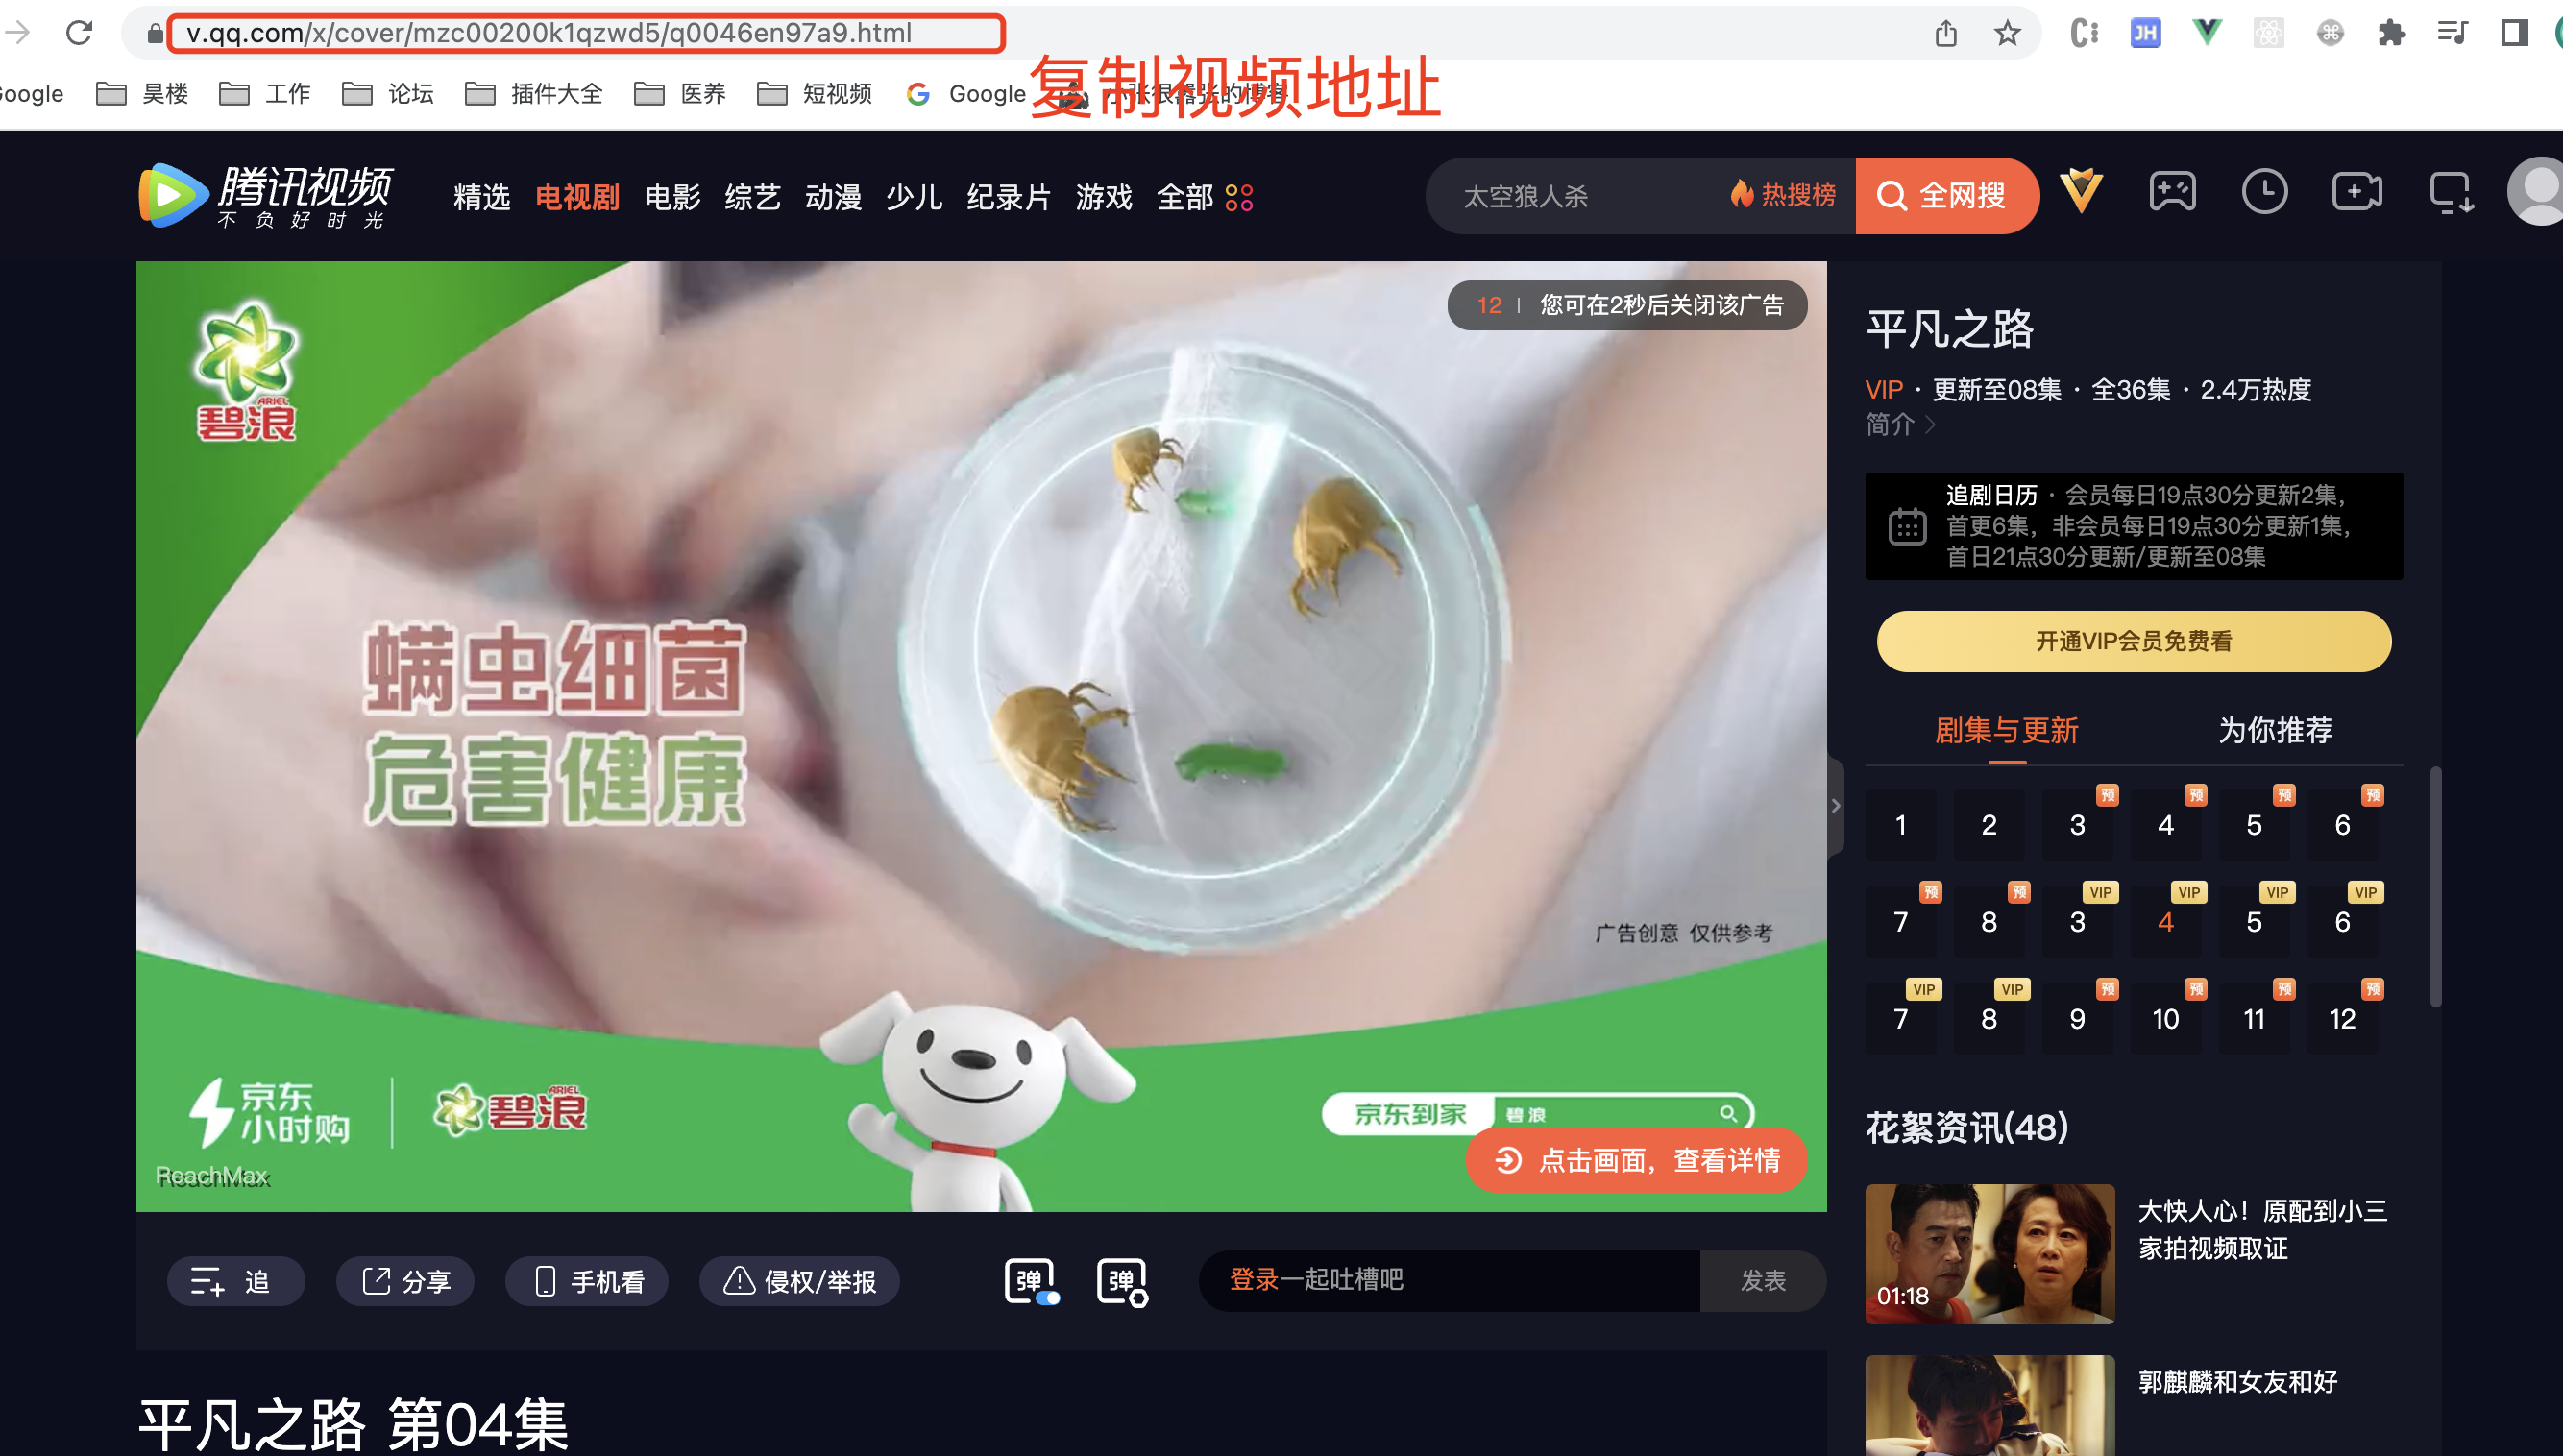 v.qq.com/x/cover/mzc00200k1qzwd5/q0046en97a9.html
复制视频地址
Google
昊楼
工作
论坛
插件大全
医养
短视频
Google
小张很嚣张的博客
JH
腾讯视频
不负好时光
精选 电视剧 电影 综艺 动漫 少儿 纪录片 游戏 全部
太空狼人杀
热搜榜
全网搜
碧浪
ARIEL
12 | 您可在2秒后关闭该广告
螨虫细菌
危害健康
广告创意 仅供参考
京东
小时购
碧浪
ARIEL
京东到家
碧浪
点击画面，查看详情
ReachMax
平凡之路
VIP · 更新至08集 · 全36集 · 2.4万热度
简介
追剧日历 · 会员每日19点30分更新2集，
首更6集，非会员每日19点30分更新1集，
首日21点30分更新/更新至08集
开通VIP会员免费看
剧集与更新
为你推荐
1 2 3 预 4 预 5 预 6 预
7 预 8 预 3 VIP 4 VIP 5 VIP 6 VIP
7 VIP 8 VIP 9 预 10 预 11 预 12 预
花絮资讯(48)
01:18
大快人心！原配到小三
家拍视频取证
郭麒麟和女友和好
追
分享
手机看
侵权/举报
弹
弹
登录一起吐槽吧
发表
平凡之路 第04集